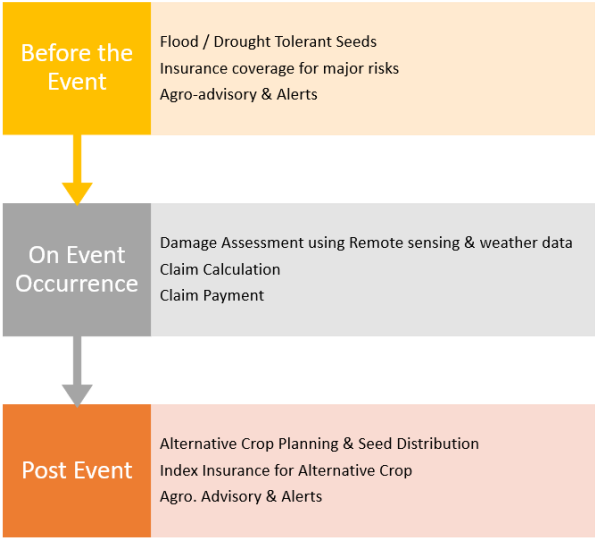 Before the
Event
Flood / Drought Tolerant Seeds
Insurance coverage for major risks
Agro-advisory & Alerts
On Event
Occurrence
Damage Assessment using Remote sensing & weather data
Claim Calculation
Claim Payment
Post Event
Alternative Crop Planning & Seed Distribution
Index Insurance for Alternative Crop
Agro. Advisory & Alerts